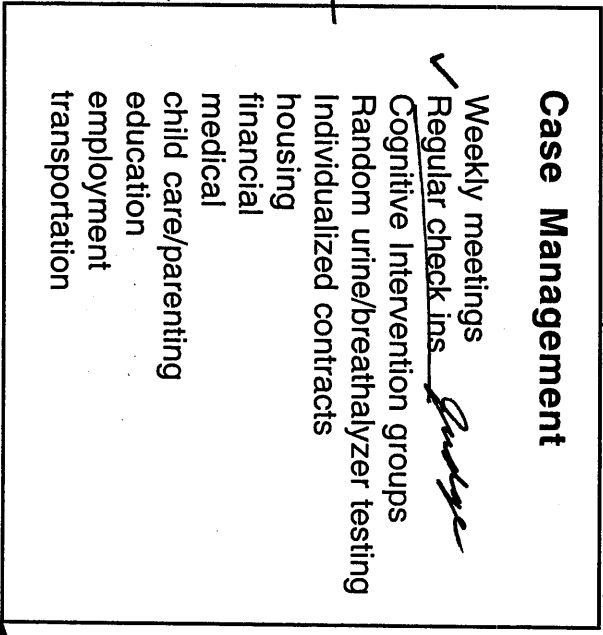 Case Management
Weekly meetings
✓ Regular check ins Judge
Cognitive Intervention groups
Random urine/breathalyzer testing
Individualized contracts
housing
financial
medical
child care/parenting
education
employment
transportation